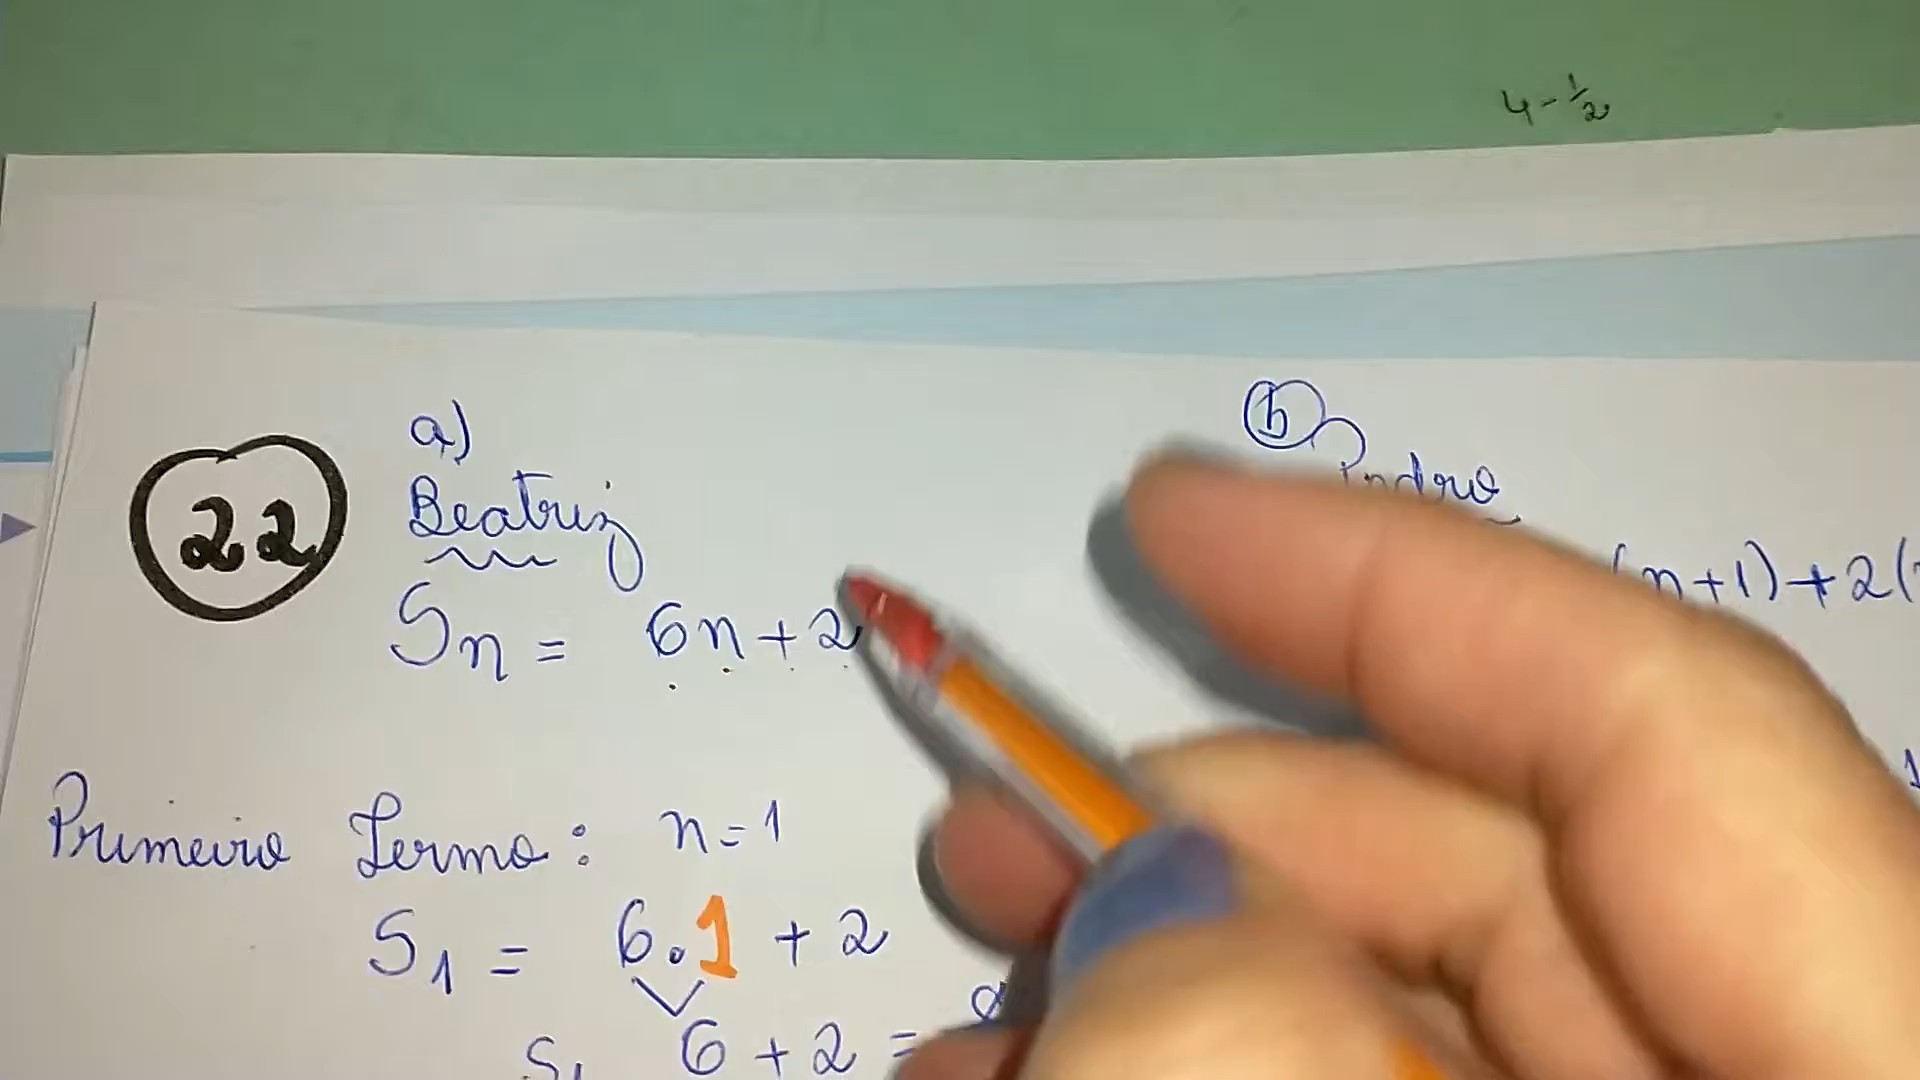 4 - 1/2
22
a)
Beatriz
Sn = 6n + 2
Primeiro Termo: n = 1
S1 = 6.1 + 2
S1 6 + 2 =
b
(n+1) + 2(